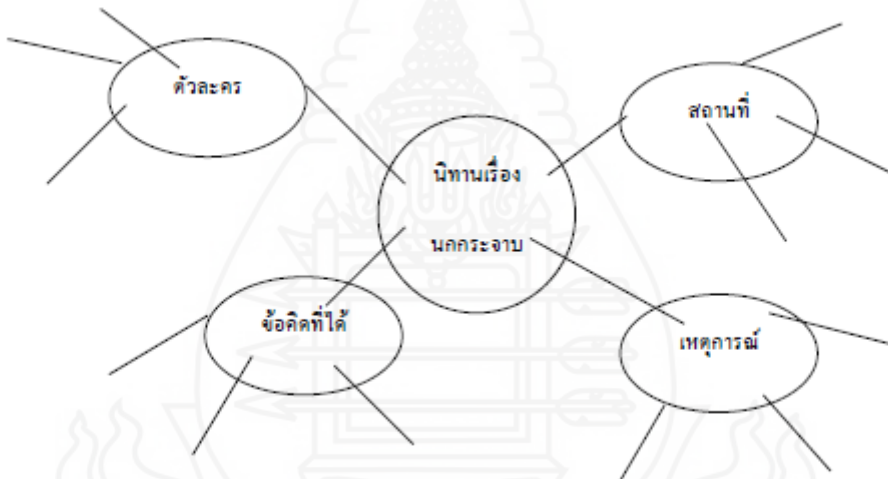 ตัวละคร
สถานที่
นิทานเรื่อง
นกกระจาบ
ข้อคิดที่ได้
เหตุการณ์